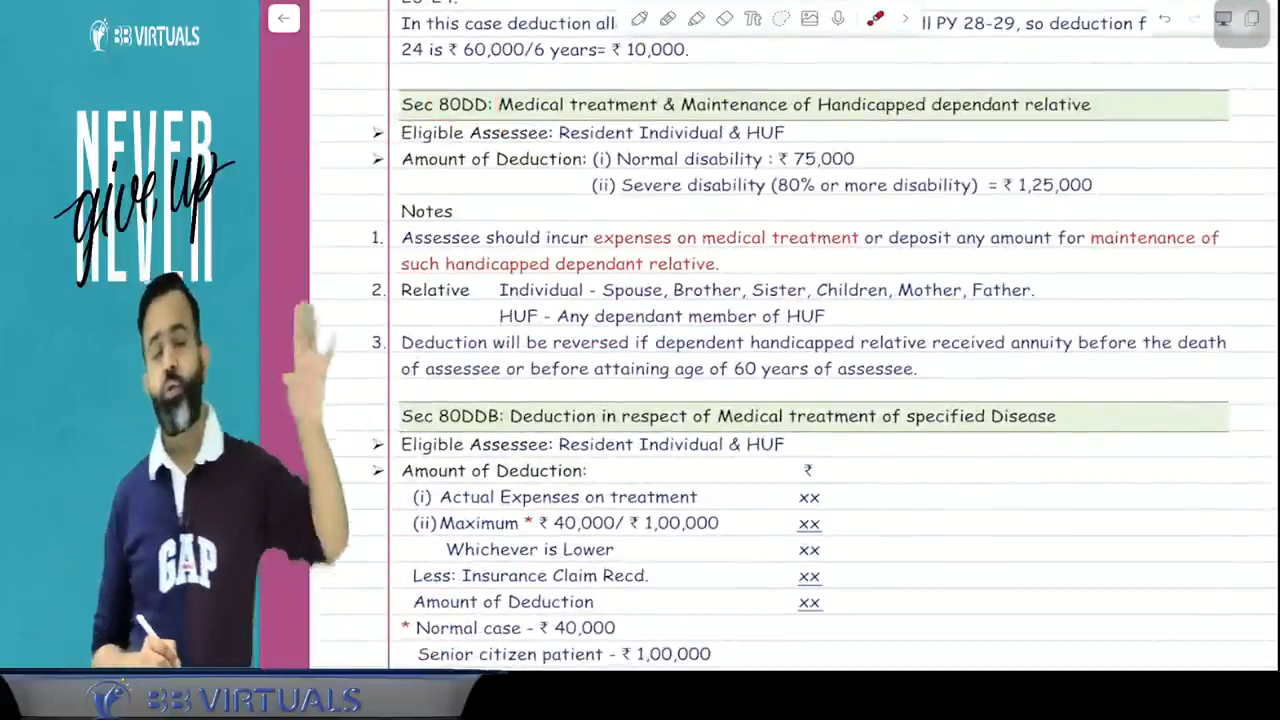 BB VIRTUALS
NEVER
give up
NEVER
GAP
In this case deduction all
ll PY 28-29, so deduction f
24 is ₹ 60,000/6 years= ₹ 10,000.
Sec 80DD: Medical treatment & Maintenance of Handicapped dependant relative
➢ Eligible Assessee: Resident Individual & HUF
➢ Amount of Deduction: (i) Normal disability : ₹ 75,000
(ii) Severe disability (80% or more disability) = ₹ 1,25,000
Notes
1. Assessee should incur expenses on medical treatment or deposit any amount for maintenance of
such handicapped dependant relative.
2. Relative Individual - Spouse, Brother, Sister, Children, Mother, Father.
HUF - Any dependant member of HUF
3. Deduction will be reversed if dependent handicapped relative received annuity before the death
of assessee or before attaining age of 60 years of assessee.
Sec 80DDB: Deduction in respect of Medical treatment of specified Disease
➢ Eligible Assessee: Resident Individual & HUF
➢ Amount of Deduction: ₹
(i) Actual Expenses on treatment xx
(ii) Maximum * ₹ 40,000/ ₹ 1,00,000 xx
Whichever is Lower xx
Less: Insurance Claim Recd. xx
Amount of Deduction xx
* Normal case - ₹ 40,000
Senior citizen patient - ₹ 1,00,000
BB VIRTUALS